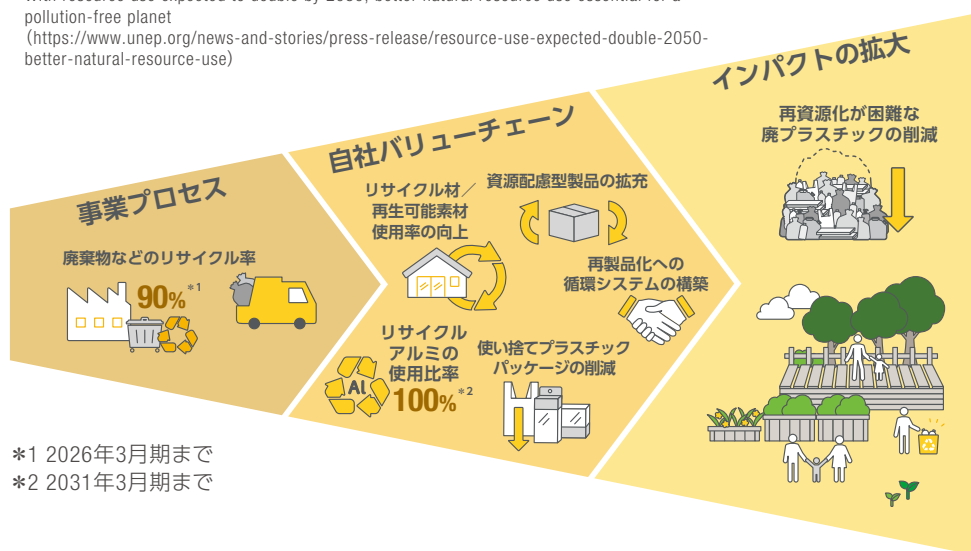 pollution-free planet
(https://www.unep.org/news-and-stories/press-release/resource-use-expected-double-2050-
better-natural-resource-use)
事業プロセス
廃棄物などのリサイクル率
90%*1
自社バリューチェーン
リサイクル材／
再生可能素材
使用率の向上
資源配慮型製品の拡充
再製品化への
循環システムの構築
リサイクル
アルミの
使用比率
100%*2
Al
使い捨てプラスチック
パッケージの削減
インパクトの拡大
再資源化が困難な
廃プラスチックの削減
*1 2026年3月期まで
*2 2031年3月期まで